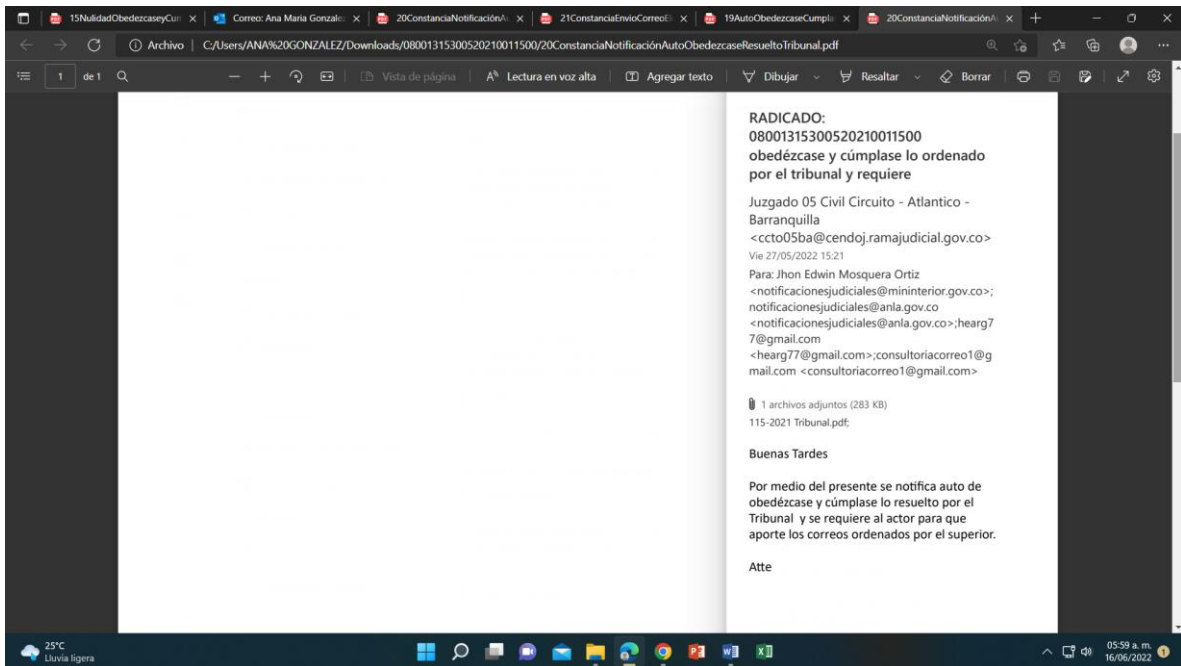 15NulidadObedezcaseyCum
Correo: Ana Maria Gonzalez
20ConstanciaNotificaciónAu
21ConstanciaEnvioCorreoEl
19AutoObedezcaseCumpla
20ConstanciaNotificaciónAu
Archivo | C:/Users/ANA%20GONZALEZ/Downloads/08001315300520210011500/20ConstanciaNotificaciónAutoObedezcaseResueltoTribunal.pdf
1 de 1 Vista de página Lectura en voz alta Agregar texto Dibujar Resaltar Borrar
RADICADO:
08001315300520210011500
obedézcase y cúmplase lo ordenado
por el tribunal y requiere
Juzgado 05 Civil Circuito - Atlantico -
Barranquilla
<ccto05ba@cendoj.ramajudicial.gov.co>
Vie 27/05/2022 15:21
Para: Jhon Edwin Mosquera Ortiz
<notificacionesjudiciales@mininterior.gov.co>;
notificacionesjudiciales@anla.gov.co
<notificacionesjudiciales@anla.gov.co>;hearg7
7@gmail.com
<hearg77@gmail.com>;consultoriacorreo1@g
mail.com <consultoriacorreo1@gmail.com>
1 archivos adjuntos (283 KB)
115-2021 Tribunal.pdf;
Buenas Tardes
Por medio del presente se notifica auto de
obedézcase y cúmplase lo resuelto por el
Tribunal y se requiere al actor para que
aporte los correos ordenados por el superior.
Atte
25°C
Lluvia ligera
05:59 a. m.
16/06/2022
1